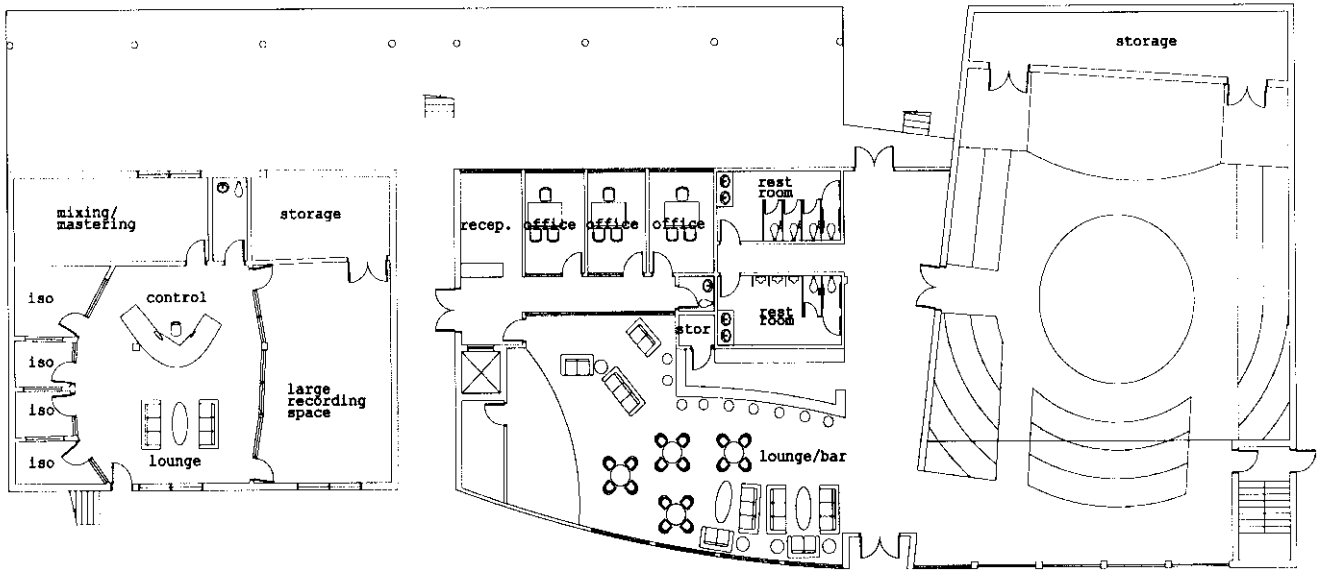 storage
mixing/
mastering
storage
recep.
office
office
office
rest
room
iso
control
iso
iso
iso
large
recording
space
lounge
stor
rest
room
lounge/bar